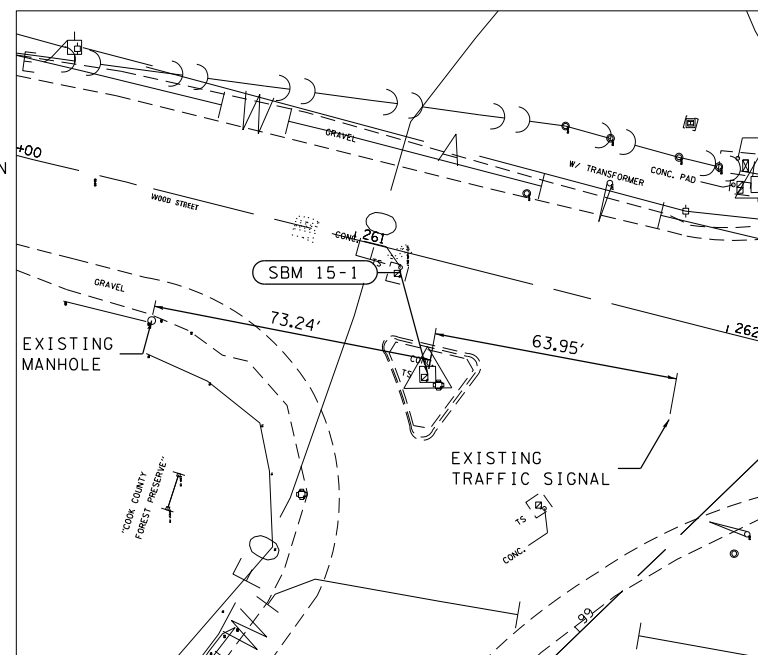 N
+00
GRAVEL
W/ TRANSFORMER
CONC. PAD
WOOD STREET
CONC.
261
TS
SBM 15-1
262
GRAVEL
73.24'
63.95'
EXISTING
MANHOLE
CONC.
TS
EXISTING
TRAFFIC SIGNAL
"COOK COUNTY
FOREST PRESERVE"
TS
CONC.
99